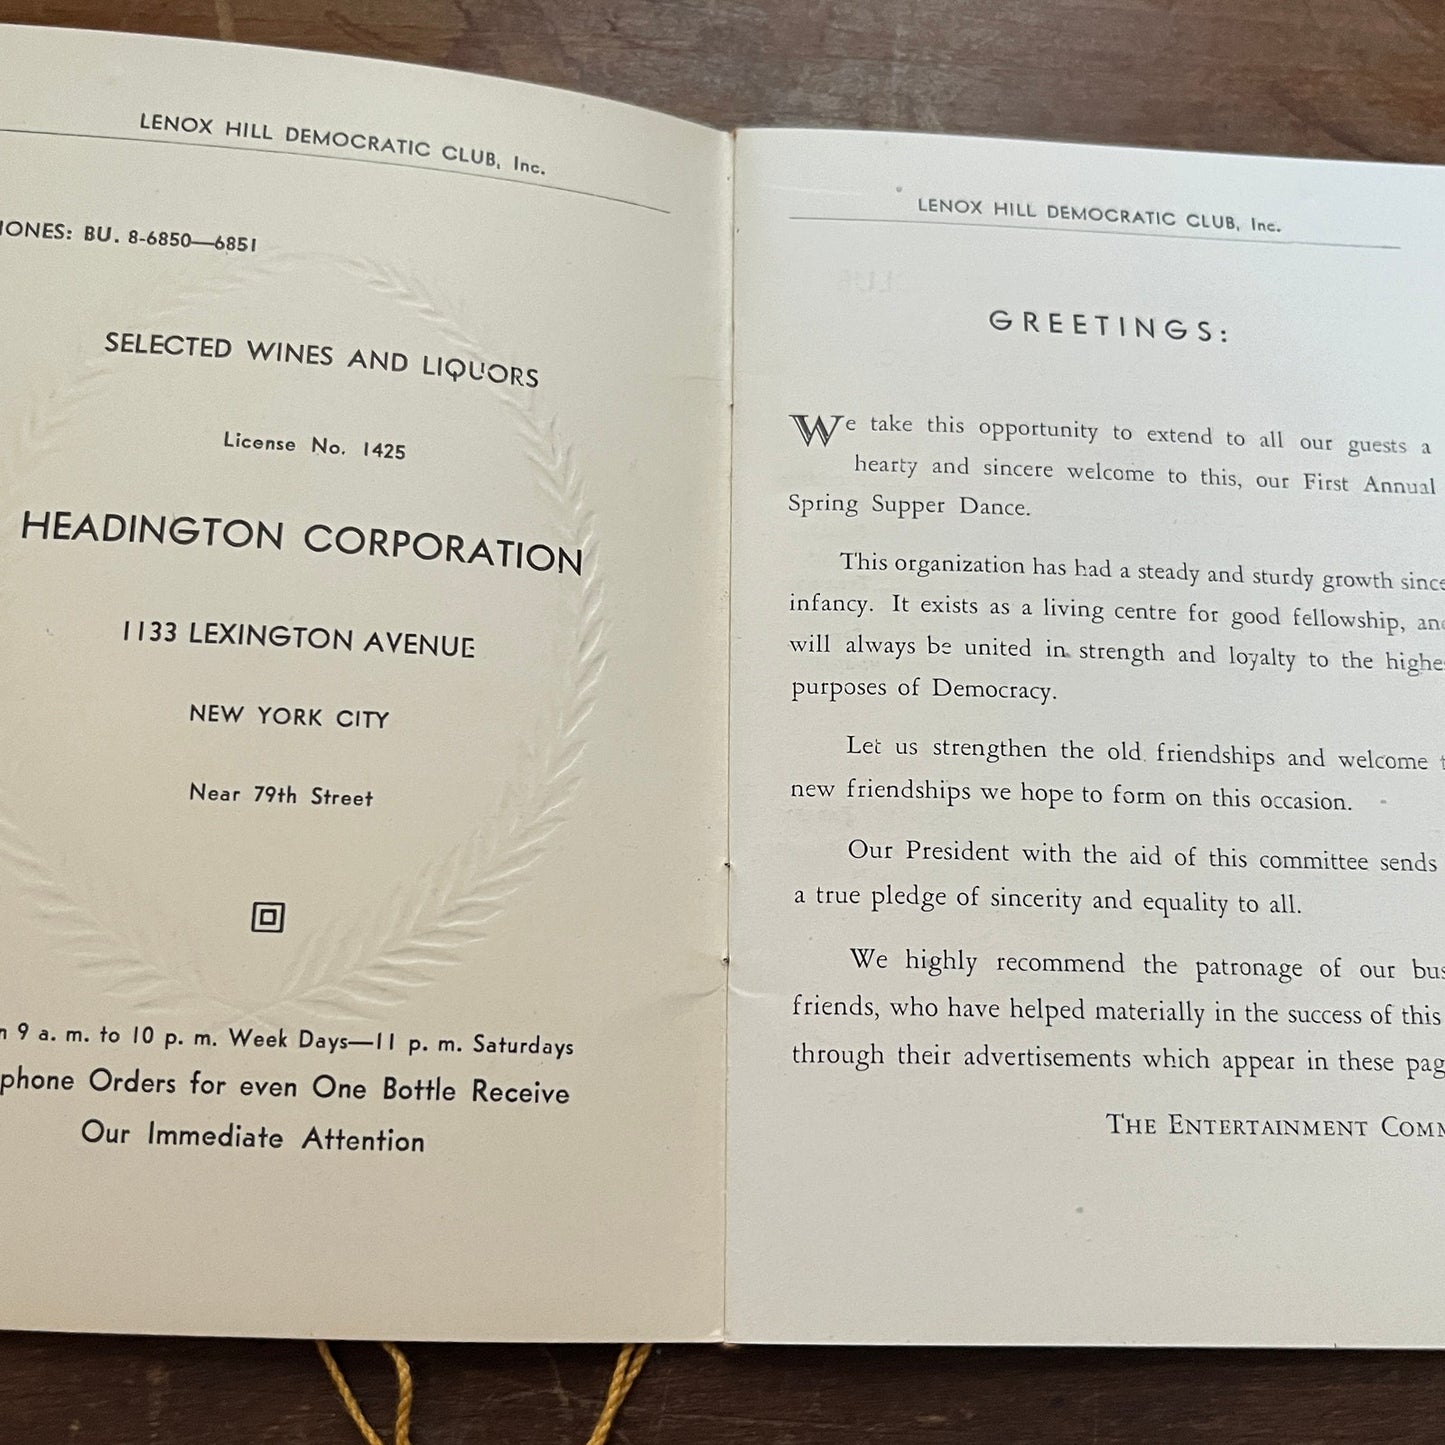 LENOX HILL DEMOCRATIC CLUB, Inc.
BU. 8-6850—6851
SELECTED WINES AND LIQUORS
License No. 1425
HEADINGTON CORPORATION
1133 LEXINGTON AVENUE
NEW YORK CITY
Near 79th Street
9 a. m. to 10 p. m. Week Days—11 p. m. Saturdays
phone Orders for even One Bottle Receive
Our Immediate Attention
LENOX HILL DEMOCRATIC CLUB, Inc.
GREETINGS:
We take this opportunity to extend to all our guests a
hearty and sincere welcome to this, our First Annual
Spring Supper Dance.
This organization has had a steady and sturdy growth since
infancy. It exists as a living centre for good fellowship,
will always be united in strength and loyalty to the
purposes of Democracy.
Let us strengthen the old friendships and welcome
new friendships we hope to form on this occasion.
Our President with the aid of this committee sends
a true pledge of sincerity and equality to all.
We highly recommend the patronage of our
friends, who have helped materially in the success of this
through their advertisements which appear in these
THE ENTERTAINMENT